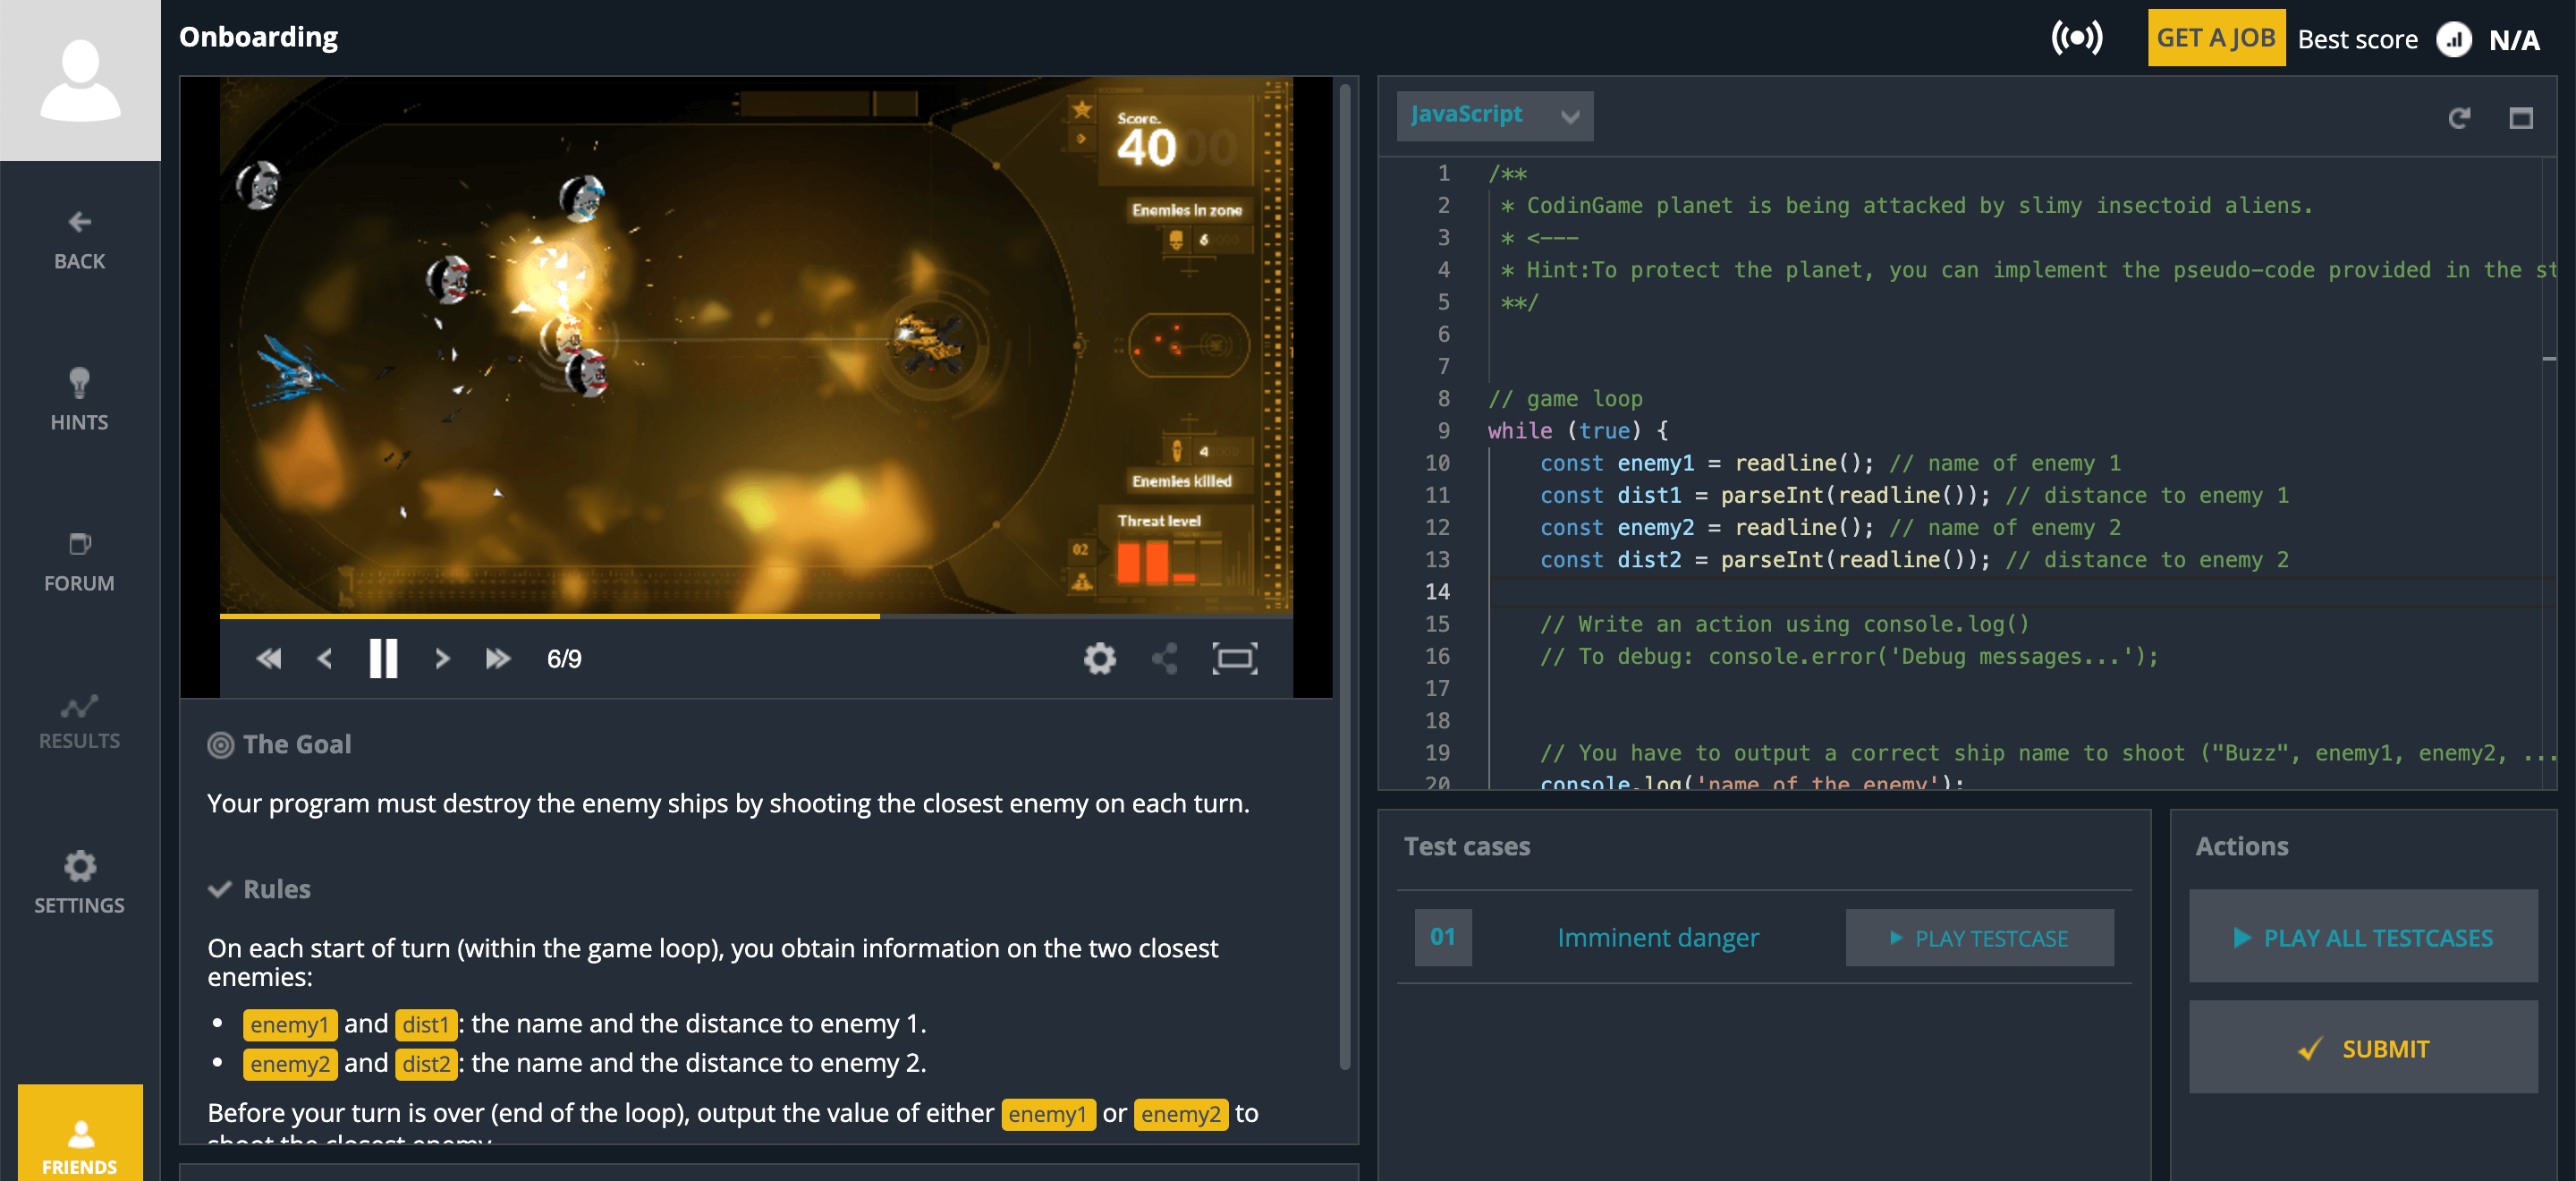 Onboarding
GET A JOB
Best score
N/A
BACK
HINTS
FORUM
RESULTS
SETTINGS
FRIENDS
Score
4000
Enemies in zone
6
4
Enemies killed
Threat level
02
6/9
The Goal
Your program must destroy the enemy ships by shooting the closest enemy on each turn.
Rules
On each start of turn (within the game loop), you obtain information on the two closest
enemies:
• enemy1 and dist1: the name and the distance to enemy 1.
• enemy2 and dist2: the name and the distance to enemy 2.
Before your turn is over (end of the loop), output the value of either enemy1 or enemy2 to
shoot the closest enemy.
JavaScript
1 /**
2 * CodinGame planet is being attacked by slimy insectoid aliens.
3 * <---
4 * Hint:To protect the planet, you can implement the pseudo-code provided in the st
5 **/
6
7
8 // game loop
9 while (true) {
10 const enemy1 = readline(); // name of enemy 1
11 const dist1 = parseInt(readline()); // distance to enemy 1
12 const enemy2 = readline(); // name of enemy 2
13 const dist2 = parseInt(readline()); // distance to enemy 2
14
15 // Write an action using console.log()
16 // To debug: console.error('Debug messages...');
17
18
19 // You have to output a correct ship name to shoot ("Buzz", enemy1, enemy2, ...
20 console.log('name of the enemy');
Test cases
01 Imminent danger PLAY TESTCASE
Actions
PLAY ALL TESTCASES
SUBMIT